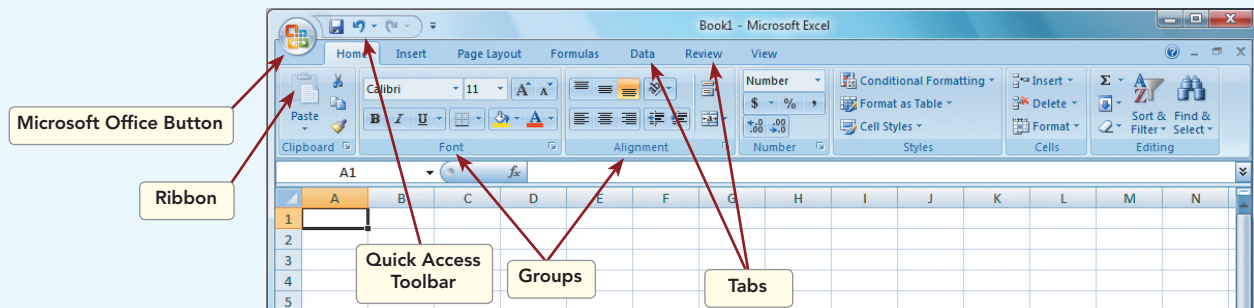 Book1 - Microsoft Excel
Home Insert Page Layout Formulas Data Review View
Calibri 11 A A Number Conditional Formatting Insert Σ
Microsoft Office Button
Paste B I U A $ % , Format as Table Delete Sort & Find &
.0 .00 .00 .0 Cell Styles Format Filter Select
Clipboard Font Alignment Number Styles Cells Editing
A1 fx
Ribbon
A B C D E F G H I J K L M N
1
2
3
4
5
Quick Access
Toolbar
Groups
Tabs